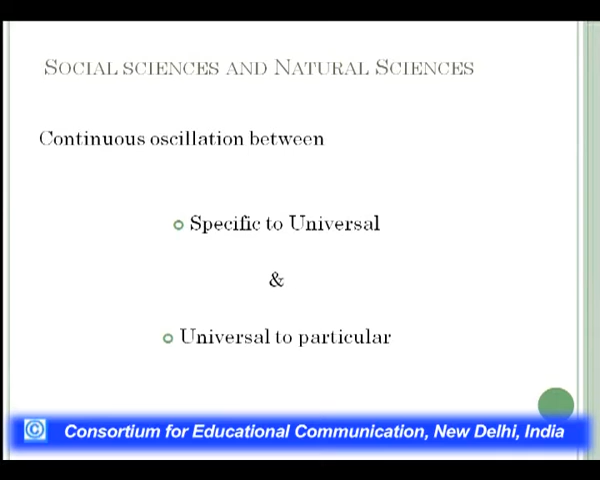 SOCIAL SCIENCES AND NATURAL SCIENCES
Continuous oscillation between
Specific to Universal
&
Universal to particular
© Consortium for Educational Communication, New Delhi, India